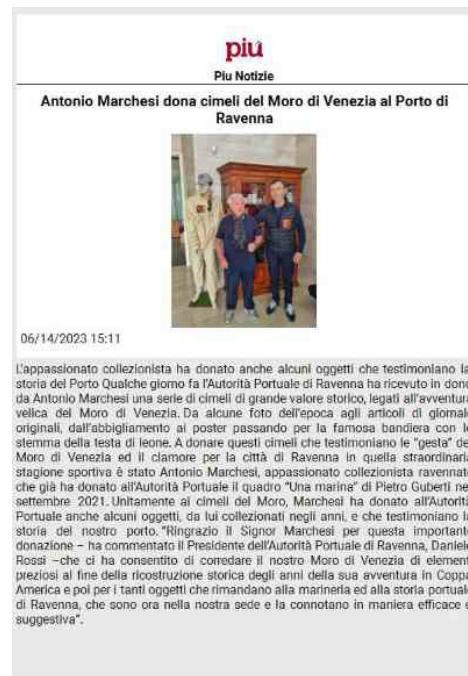 più
Piu Notizie
Antonio Marchesi dona cimeli del Moro di Venezia al Porto di
Ravenna
06/14/2023 15:11
L'appassionato collezionista ha donato anche alcuni oggetti che testimoniano la
storia del Porto Qualche giorno fa l'Autorità Portuale di Ravenna ha ricevuto in dono
da Antonio Marchesi una serie di cimeli di grande valore storico, legati all'avventura
velica del Moro di Venezia. Da alcune foto dell'epoca agli articoli di giornale
originali, dall'abbigliamento ai poster passando per la famosa bandiera con lo
stemma della testa di leone. A donare questi cimeli che testimoniano le "gesta" del
Moro di Venezia ed il clamore per la città di Ravenna in quella straordinaria
stagione sportiva è stato Antonio Marchesi, appassionato collezionista ravennate
che già ha donato all'Autorità Portuale il quadro "Una marina" di Pietro Guberti nel
settembre 2021. Unitamente ai cimeli del Moro, Marchesi ha donato all'Autorità
Portuale anche alcuni oggetti, da lui collezionati negli anni, e che testimoniano la
storia del nostro porto. "Ringrazio il Signor Marchesi per questa importante
donazione – ha commentato il Presidente dell'Autorità Portuale di Ravenna, Daniele
Rossi –che ci ha consentito di corredare il nostro Moro di Venezia di elementi
preziosi al fine della ricostruzione storica degli anni della sua avventura in Coppa
America e poi per i tanti oggetti che rimandano alla marineria ed alla storia portuale
di Ravenna, che sono ora nella nostra sede e la connotano in maniera efficace e
suggestiva".